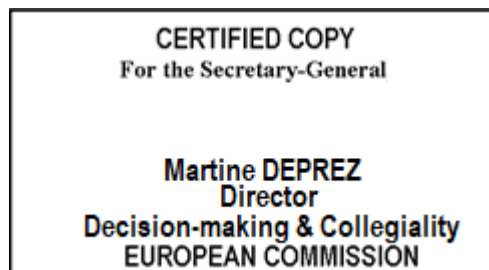 CERTIFIED COPY
For the Secretary-General
Martine DEPREZ
Director
Decision-making & Collegiality
EUROPEAN COMMISSION